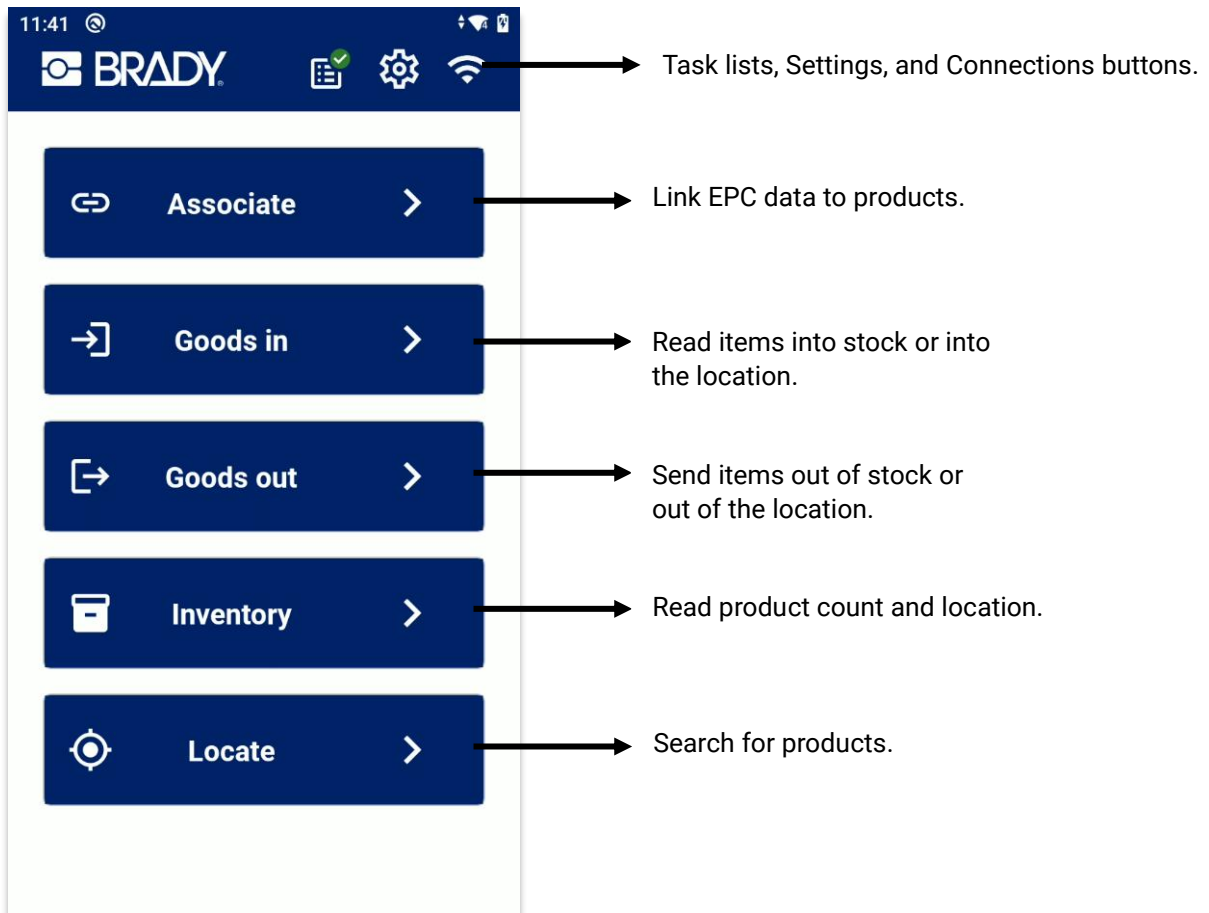 11:41
BRADY.
Task lists, Settings, and Connections buttons.
Associate
Link EPC data to products.
Goods in
Read items into stock or into
the location.
Goods out
Send items out of stock or
out of the location.
Inventory
Read product count and location.
Locate
Search for products.